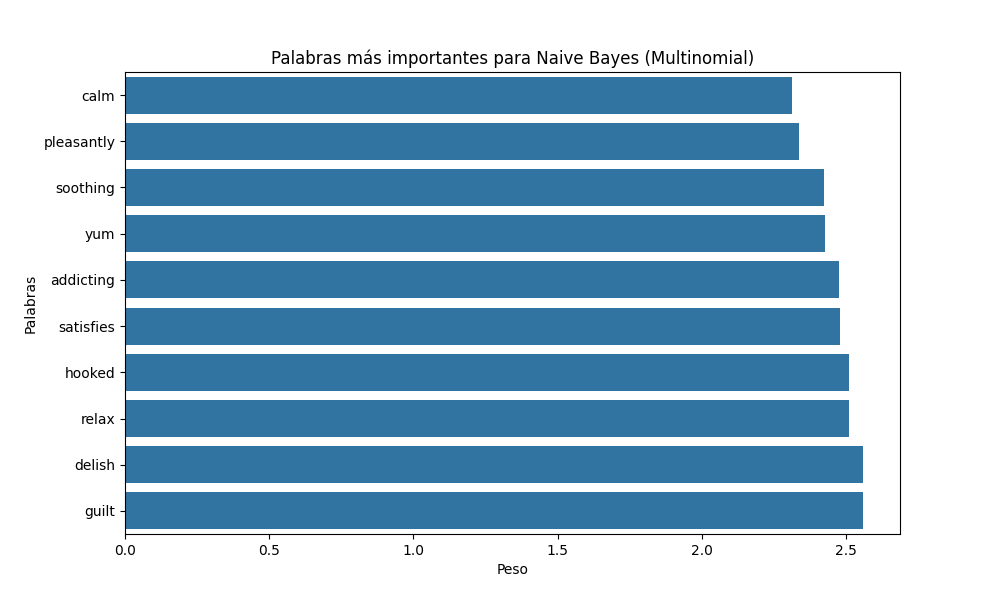 Palabras más importantes para Naive Bayes (Multinomial)
calm
pleasantly
soothing
yum
addicting
satisfies
hooked
relax
delish
guilt
Palabras
0.0 0.5 1.0 1.5 2.0 2.5
Peso